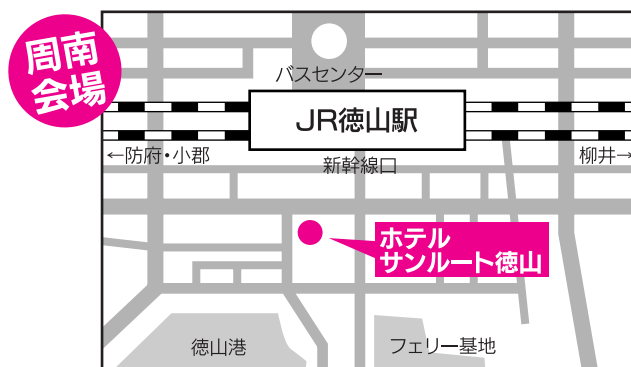 周南
会場
バスセンター
JR徳山駅
←防府・小郡
新幹線口
柳井→
ホテル
サンルート徳山
徳山港
フェリー基地